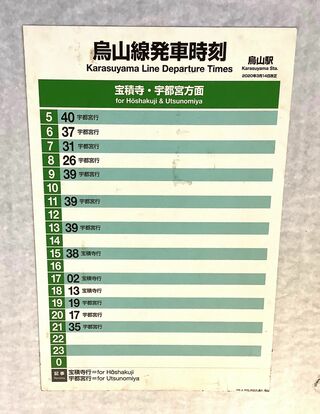 烏山線発車時刻
Karasuyama Line Departure Times
烏山駅
Karasuyama Sta.
2020年3月14日改正
宝積寺・宇都宮方面
for Hōshakuji & Utsunomiya
5 40 宇都宮行
6 37 宇都宮行
7 31 宇都宮行
8 26 宇都宮行
9 39 宇都宮行
10
11 39 宇都宮行
12
13 39 宇都宮行
14
15 38 宝積寺行
16
17 02 宝積寺行
18 13 宝積寺行
19 19 宇都宮行
20 17 宇都宮行
21 35 宇都宮行
22
23
0
記事
宝積寺行=for Hōshakuji
宇都宮行=for Utsunomiya